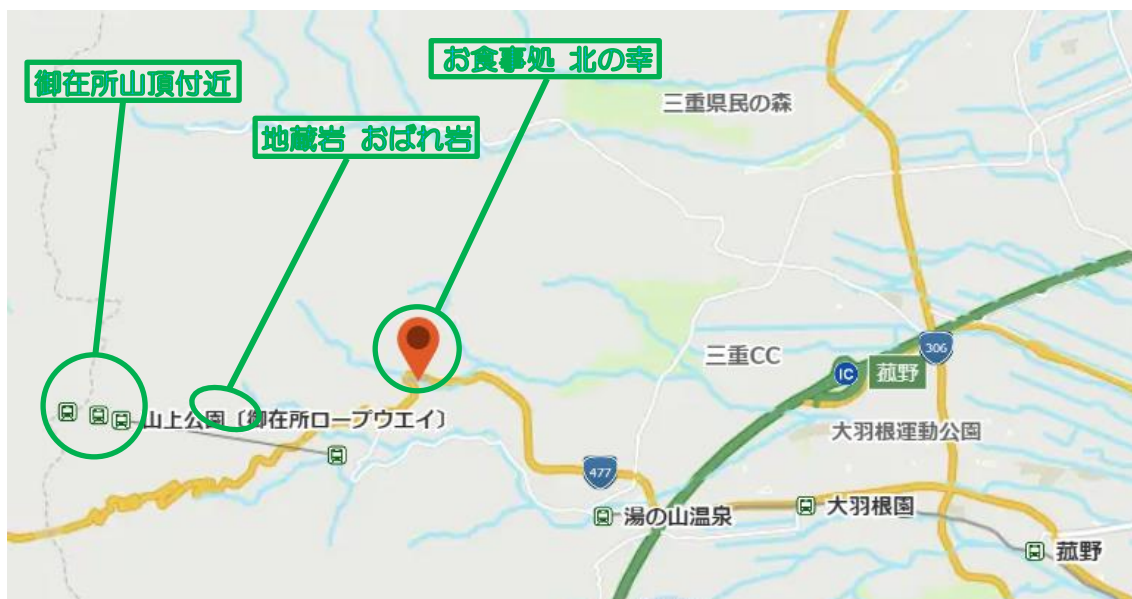 お食事処 北の幸
御在所山頂付近
三重県民の森
地蔵岩 おばれ岩
306
三重CC
IC
菰野
山上公園〔御在所ロープウエイ〕
大羽根運動公園
477
大羽根園
湯の山温泉
菰野